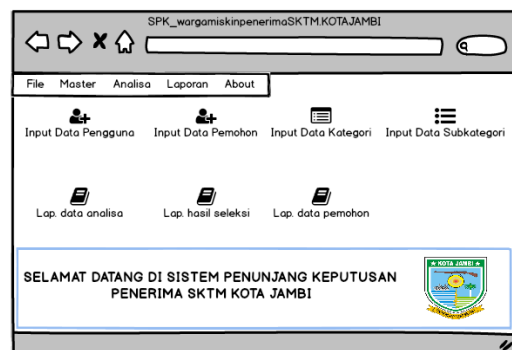 SPK_wargamiskinpenerimaSKTM.KOTAJAMBI
File Master Analisa Laporan About
Input Data Pengguna Input Data Pemohon Input Data Kategori Input Data Subkategori
Lap. data analisa Lap. hasil seleksi Lap. data pemohon
SELAMAT DATANG DI SISTEM PENUNJANG KEPUTUSAN
PENERIMA SKTM KOTA JAMBI
KOTA JAMBI